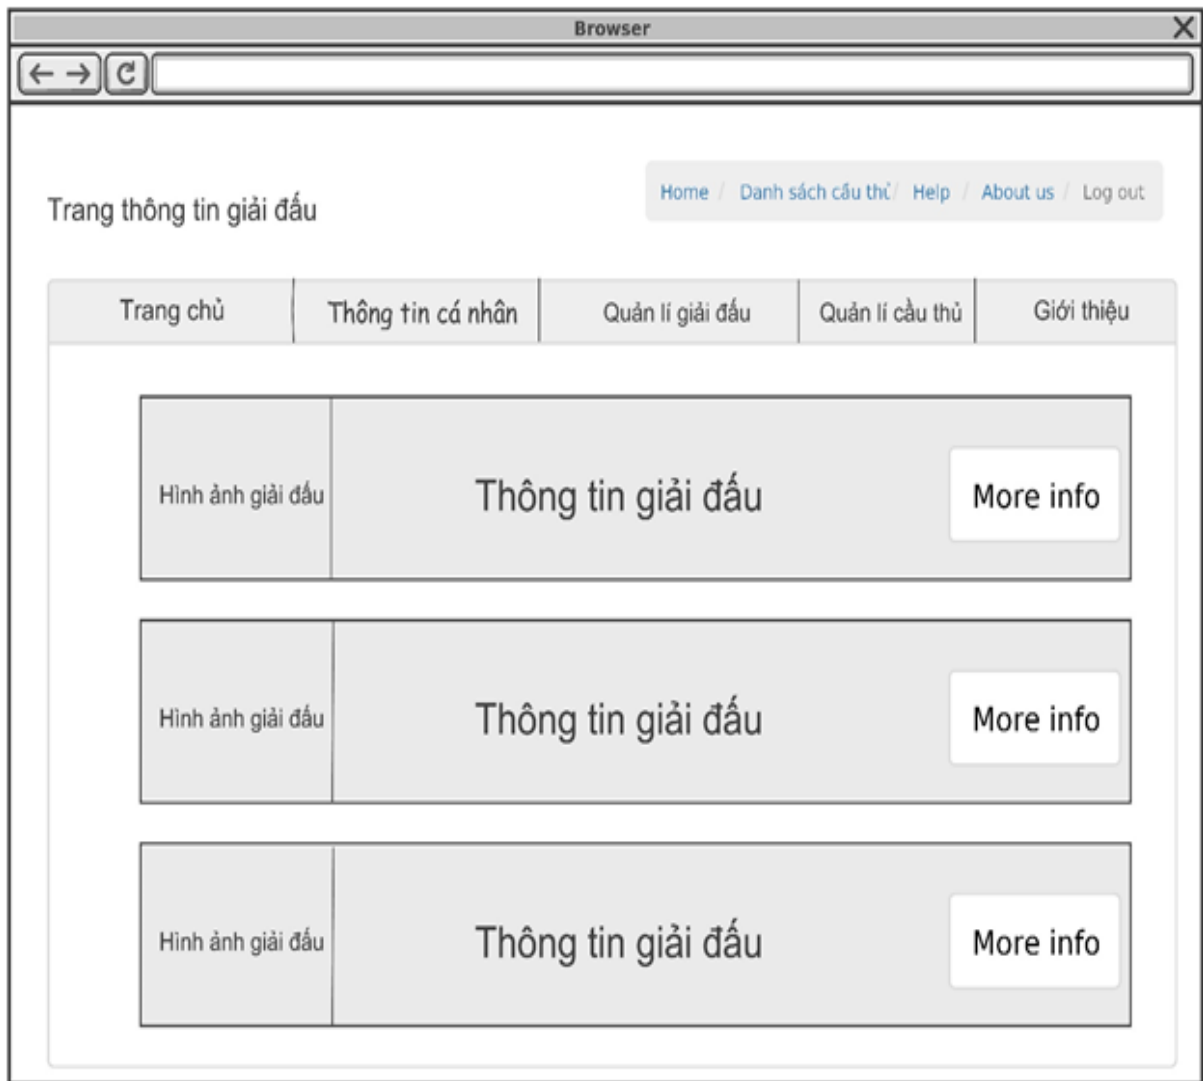 Browser
Home / Danh sách cầu thủ / Help / About us / Log out
Trang thông tin giải đấu
Trang chủ Thông tin cá nhân Quản lí giải đấu Quản lí cầu thủ Giới thiệu
Hình ảnh giải đấu Thông tin giải đấu More info
Hình ảnh giải đấu Thông tin giải đấu More info
Hình ảnh giải đấu Thông tin giải đấu More info